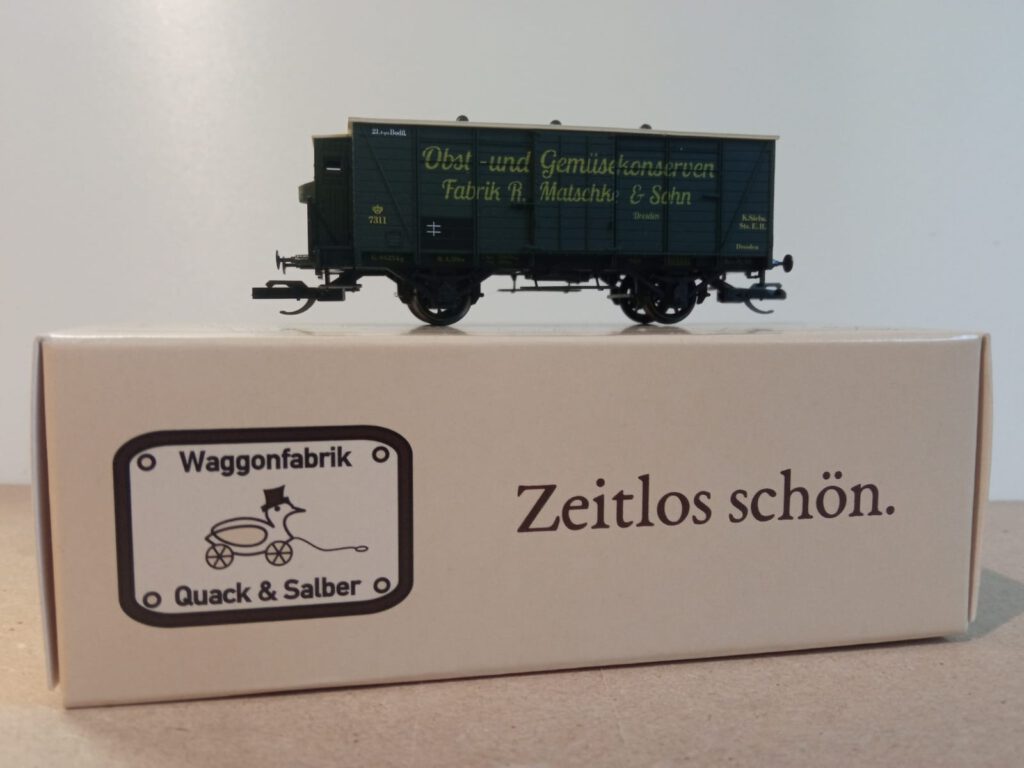 Obst -und Gemüsekonserven
Fabrik R. Matschke & Sohn
Dresden
7311
K.Sächs.
Sts.E.B.
Dresden
Waggonfabrik
Quack & Salber
Zeitlos schön.